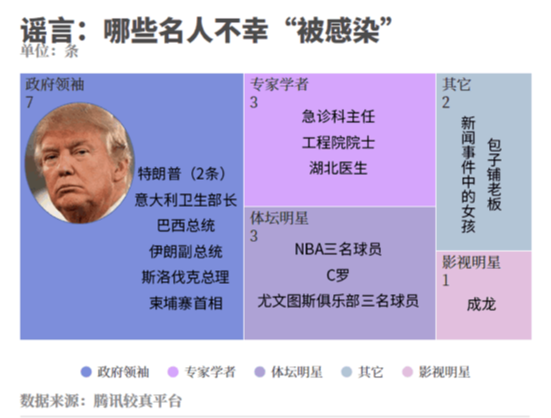 谣言：哪些名人不幸“被感染”
单位：条
政府领袖
7
特朗普（2条）
意大利卫生部长
巴西总统
伊朗副总统
斯洛伐克总理
柬埔寨首相
专家学者
3
急诊科主任
工程院院士
湖北医生
体坛明星
3
NBA三名球员
C罗
尤文图斯俱乐部三名球员
其它
2
包子铺老板
新闻事件中的女孩
影视明星
1
成龙
政府领袖 专家学者 体坛明星 其它 影视明星
数据来源：腾讯较真平台